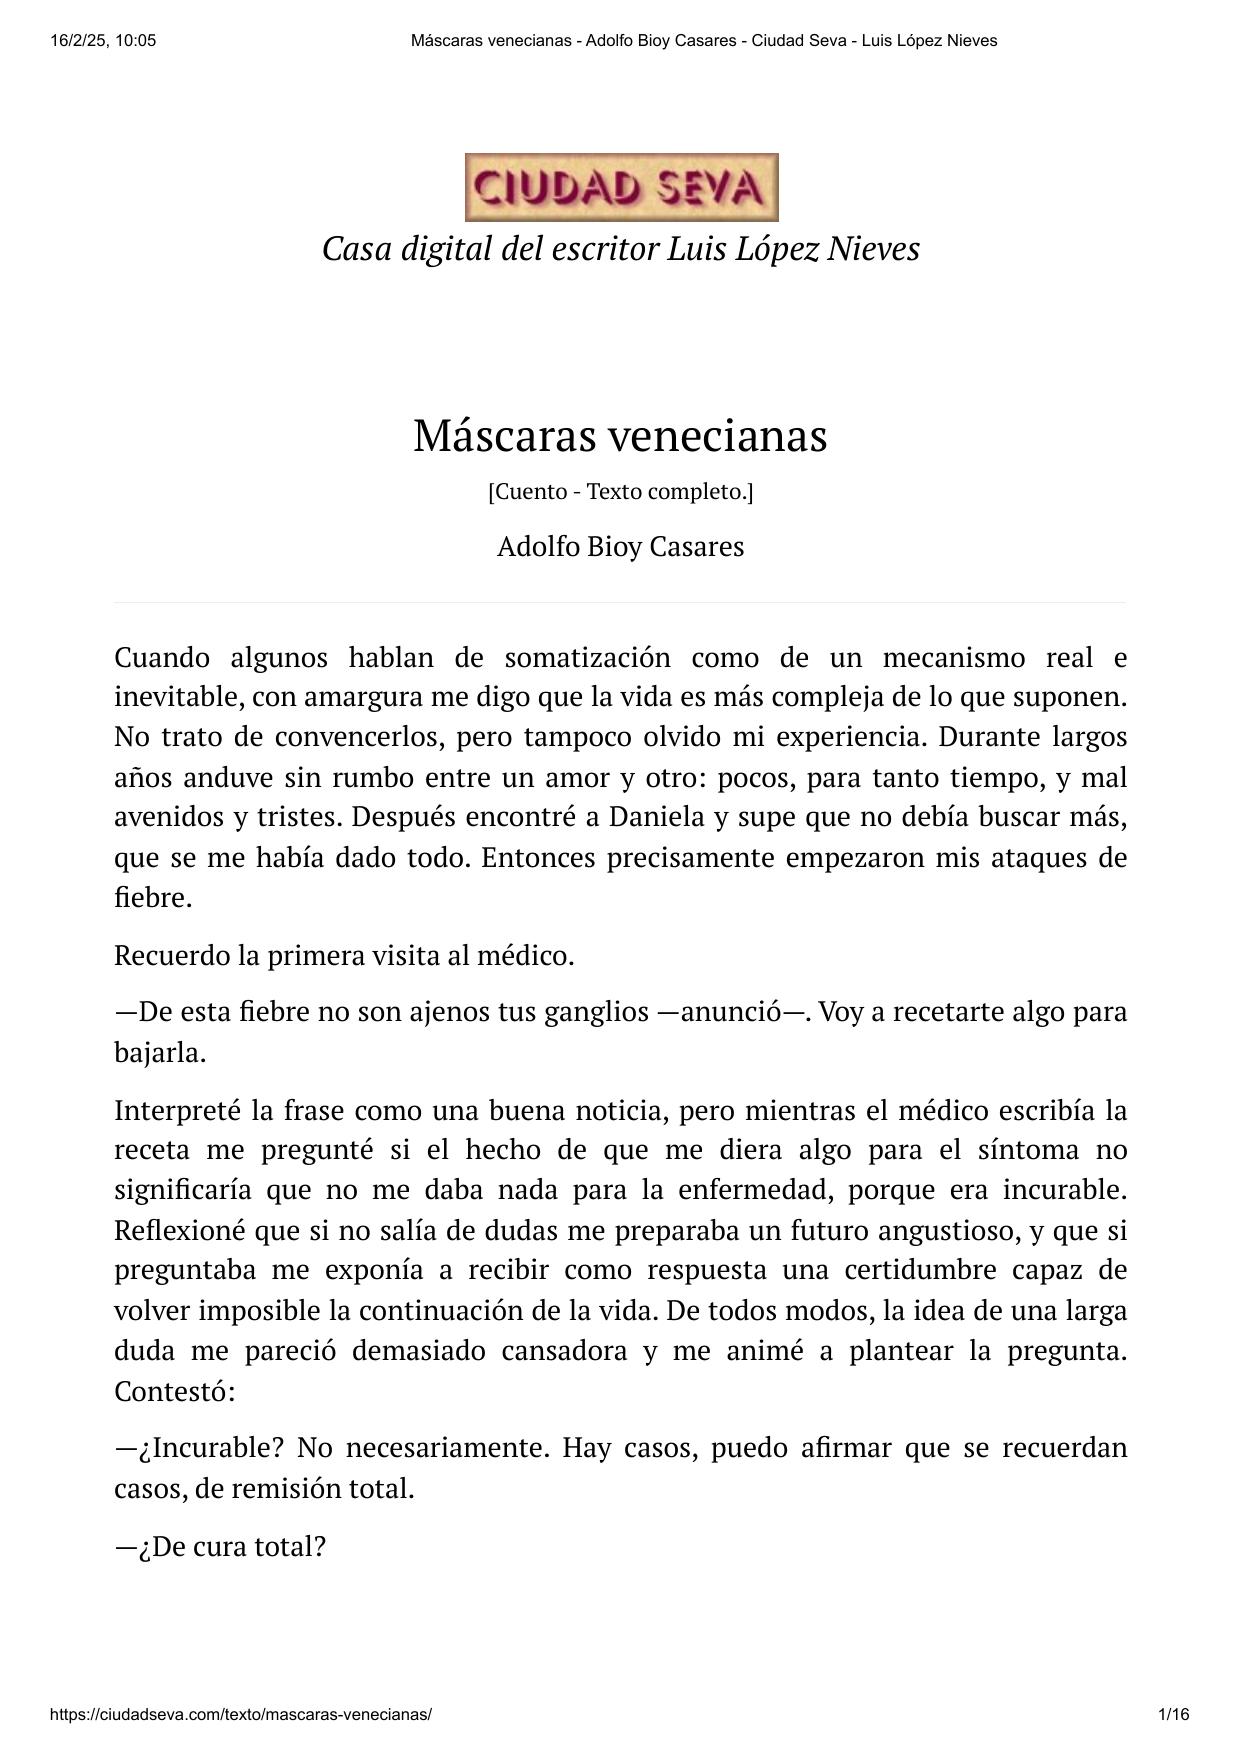 16/2/25, 10:05
Máscaras venecianas - Adolfo Bioy Casares - Ciudad Seva - Luis López Nieves
CIUDAD SEVA
Casa digital del escritor Luis López Nieves
Máscaras venecianas
[Cuento - Texto completo.]
Adolfo Bioy Casares
Cuando algunos hablan de somatización como de un mecanismo real e
inevitable, con amargura me digo que la vida es más compleja de lo que suponen.
No trato de convencerlos, pero tampoco olvido mi experiencia. Durante largos
años anduve sin rumbo entre un amor y otro: pocos, para tanto tiempo, y mal
avenidos y tristes. Después encontré a Daniela y supe que no debía buscar más,
que se me había dado todo. Entonces precisamente empezaron mis ataques de
fiebre.
Recuerdo la primera visita al médico.
—De esta fiebre no son ajenos tus ganglios —anunció—. Voy a recetarte algo para
bajarla.
Interpreté la frase como una buena noticia, pero mientras el médico escribía la
receta me pregunté si el hecho de que me diera algo para el síntoma no
significaría que no me daba nada para la enfermedad, porque era incurable.
Reflexioné que si no salía de dudas me preparaba un futuro angustioso, y que si
preguntaba me exponía a recibir como respuesta una certidumbre capaz de
volver imposible la continuación de la vida. De todos modos, la idea de una larga
duda me pareció demasiado cansadora y me animé a plantear la pregunta.
Contestó:
—¿Incurable? No necesariamente. Hay casos, puedo afirmar que se recuerdan
casos, de remisión total.
—¿De cura total?
https://ciudadseva.com/texto/mascaras-venecianas/
1/16